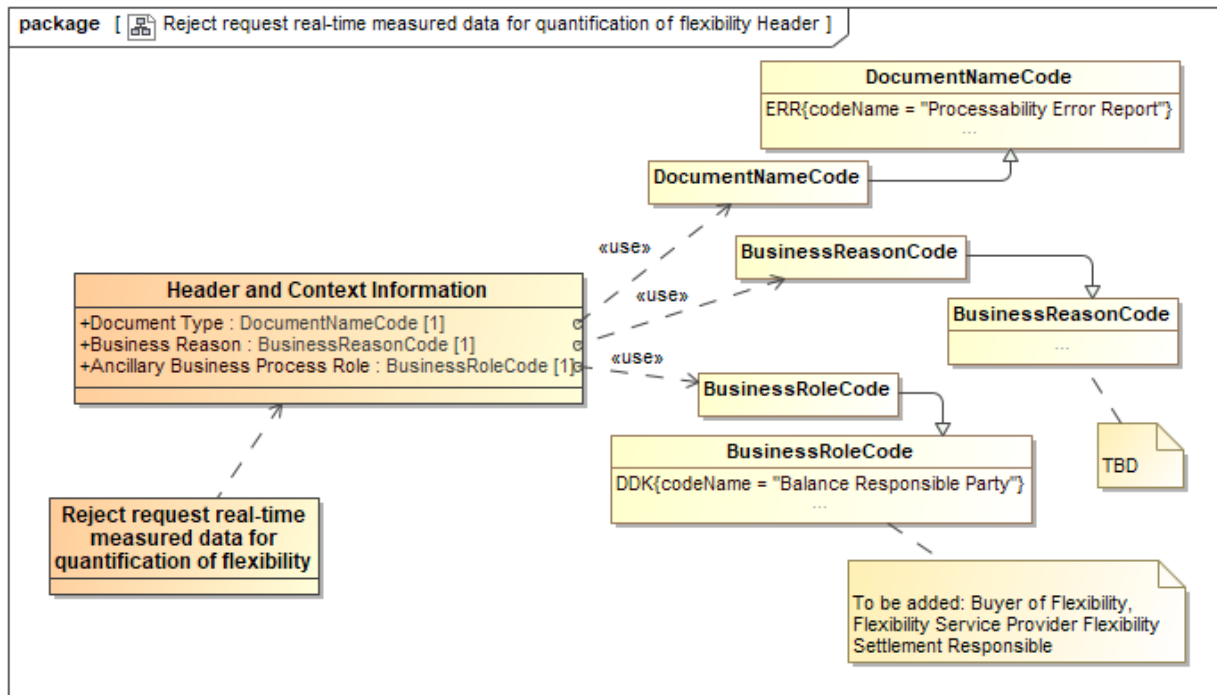 package [ Reject request real-time measured data for quantification of flexibility Header ]
DocumentNameCode
ERR{codeName = "Processability Error Report"}
...
DocumentNameCode
«use»
BusinessReasonCode
«use»
Header and Context Information
+Document Type : DocumentNameCode [1]
+Business Reason : BusinessReasonCode [1]
+Ancillary Business Process Role : BusinessRoleCode [1]
BusinessReasonCode
...
«use»
BusinessRoleCode
BusinessRoleCode
DDK{codeName = "Balance Responsible Party"}
...
TBD
Reject request real-time
measured data for
quantification of flexibility
To be added: Buyer of Flexibility,
Flexibility Service Provider Flexibility
Settlement Responsible